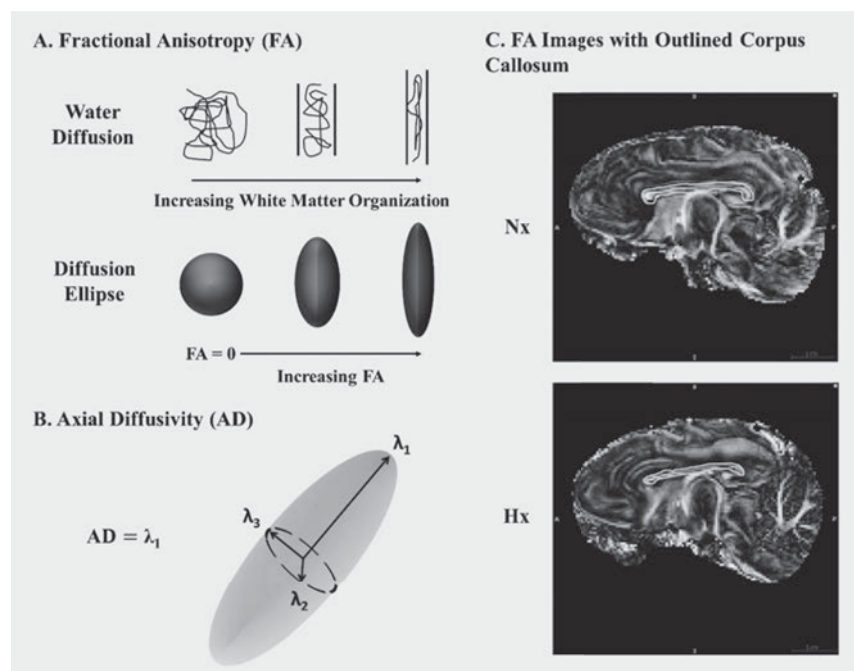 A. Fractional Anisotropy (FA)
Water
Diffusion
Increasing White Matter Organization
Diffusion
Ellipse
FA = 0
Increasing FA
B. Axial Diffusivity (AD)
AD = λ₁
λ₁
λ₃
λ₂
C. FA Images with Outlined Corpus
Callosum
Nx
Hx